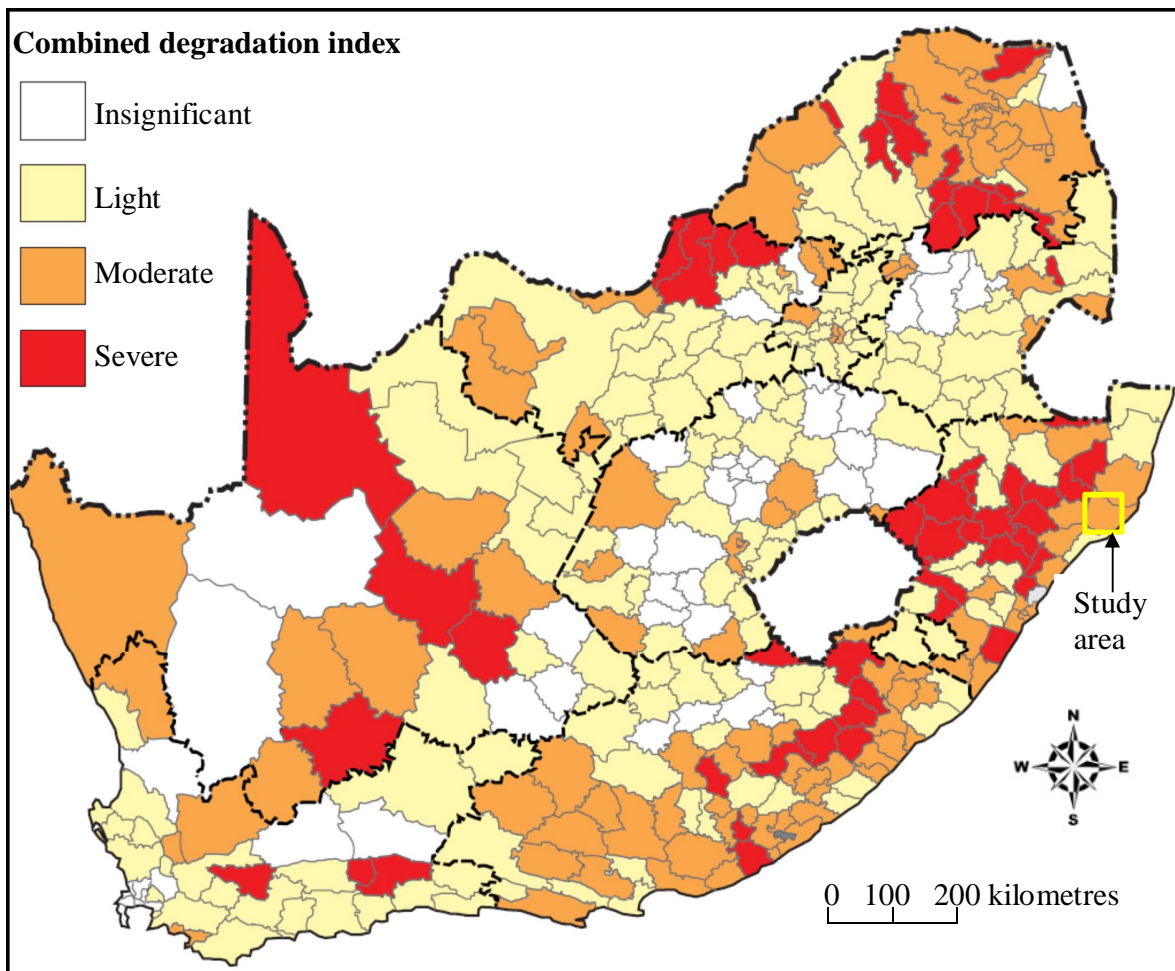 Combined degradation index
Insignificant
Light
Moderate
Severe
Study
area
N
W E
S
0 100 200 kilometres